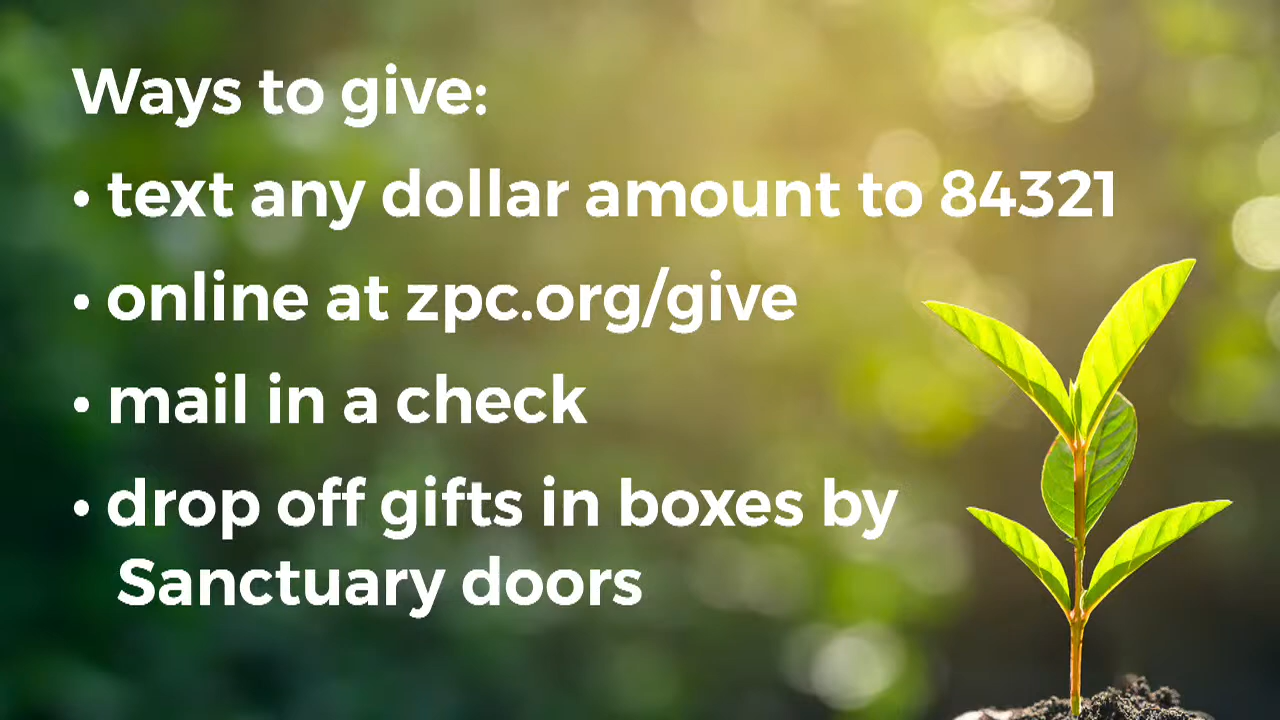 Ways to give:
• text any dollar amount to 84321
• online at zpc.org/give
• mail in a check
• drop off gifts in boxes by
Sanctuary doors